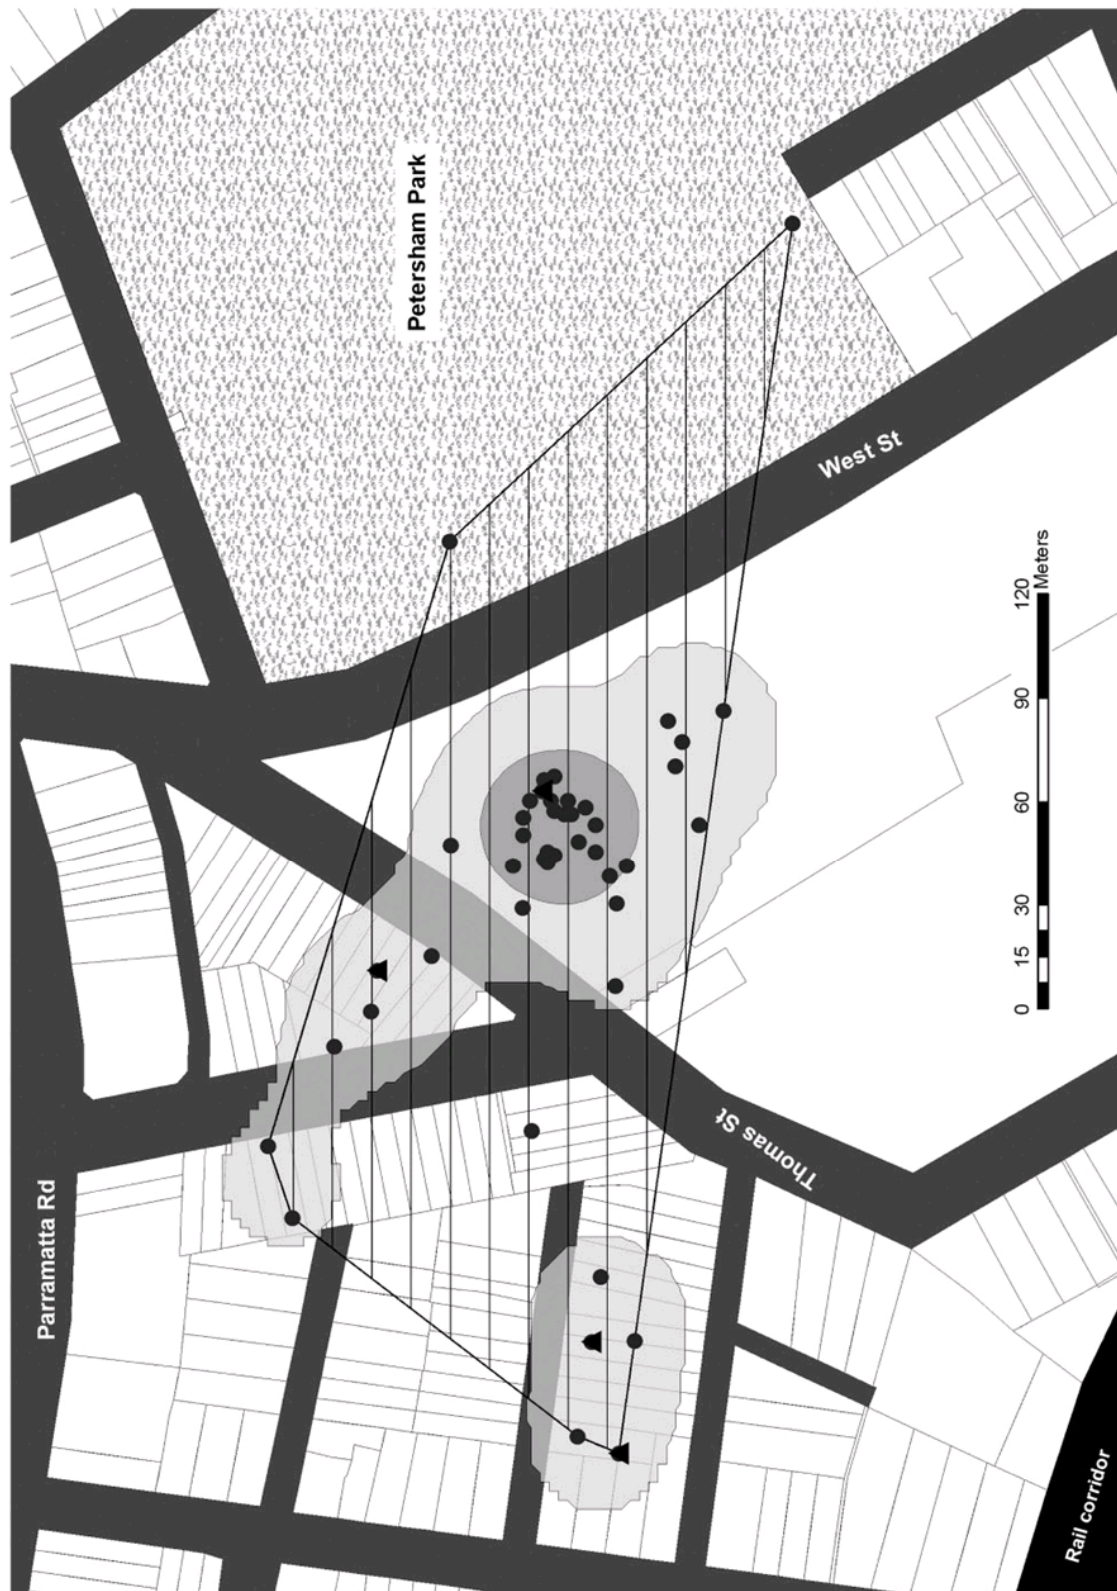 Petersham Park
West St
Parramatta Rd
Thomas St
Rail corridor
0 15 30 60 90 120
Meters